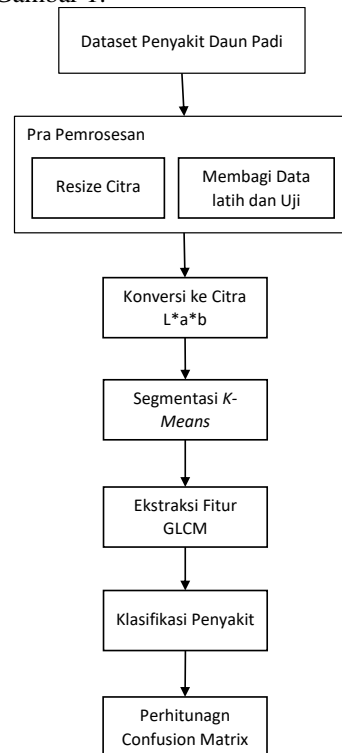 Gambar 1.
Dataset Penyakit Daun Padi
Pra Pemrosesan
Resize Citra
Membagi Data
latih dan Uji
Konversi ke Citra
L*a*b
Segmentasi K-
Means
Ekstraksi Fitur
GLCM
Klasifikasi Penyakit
Perhitunagn
Confusion Matrix